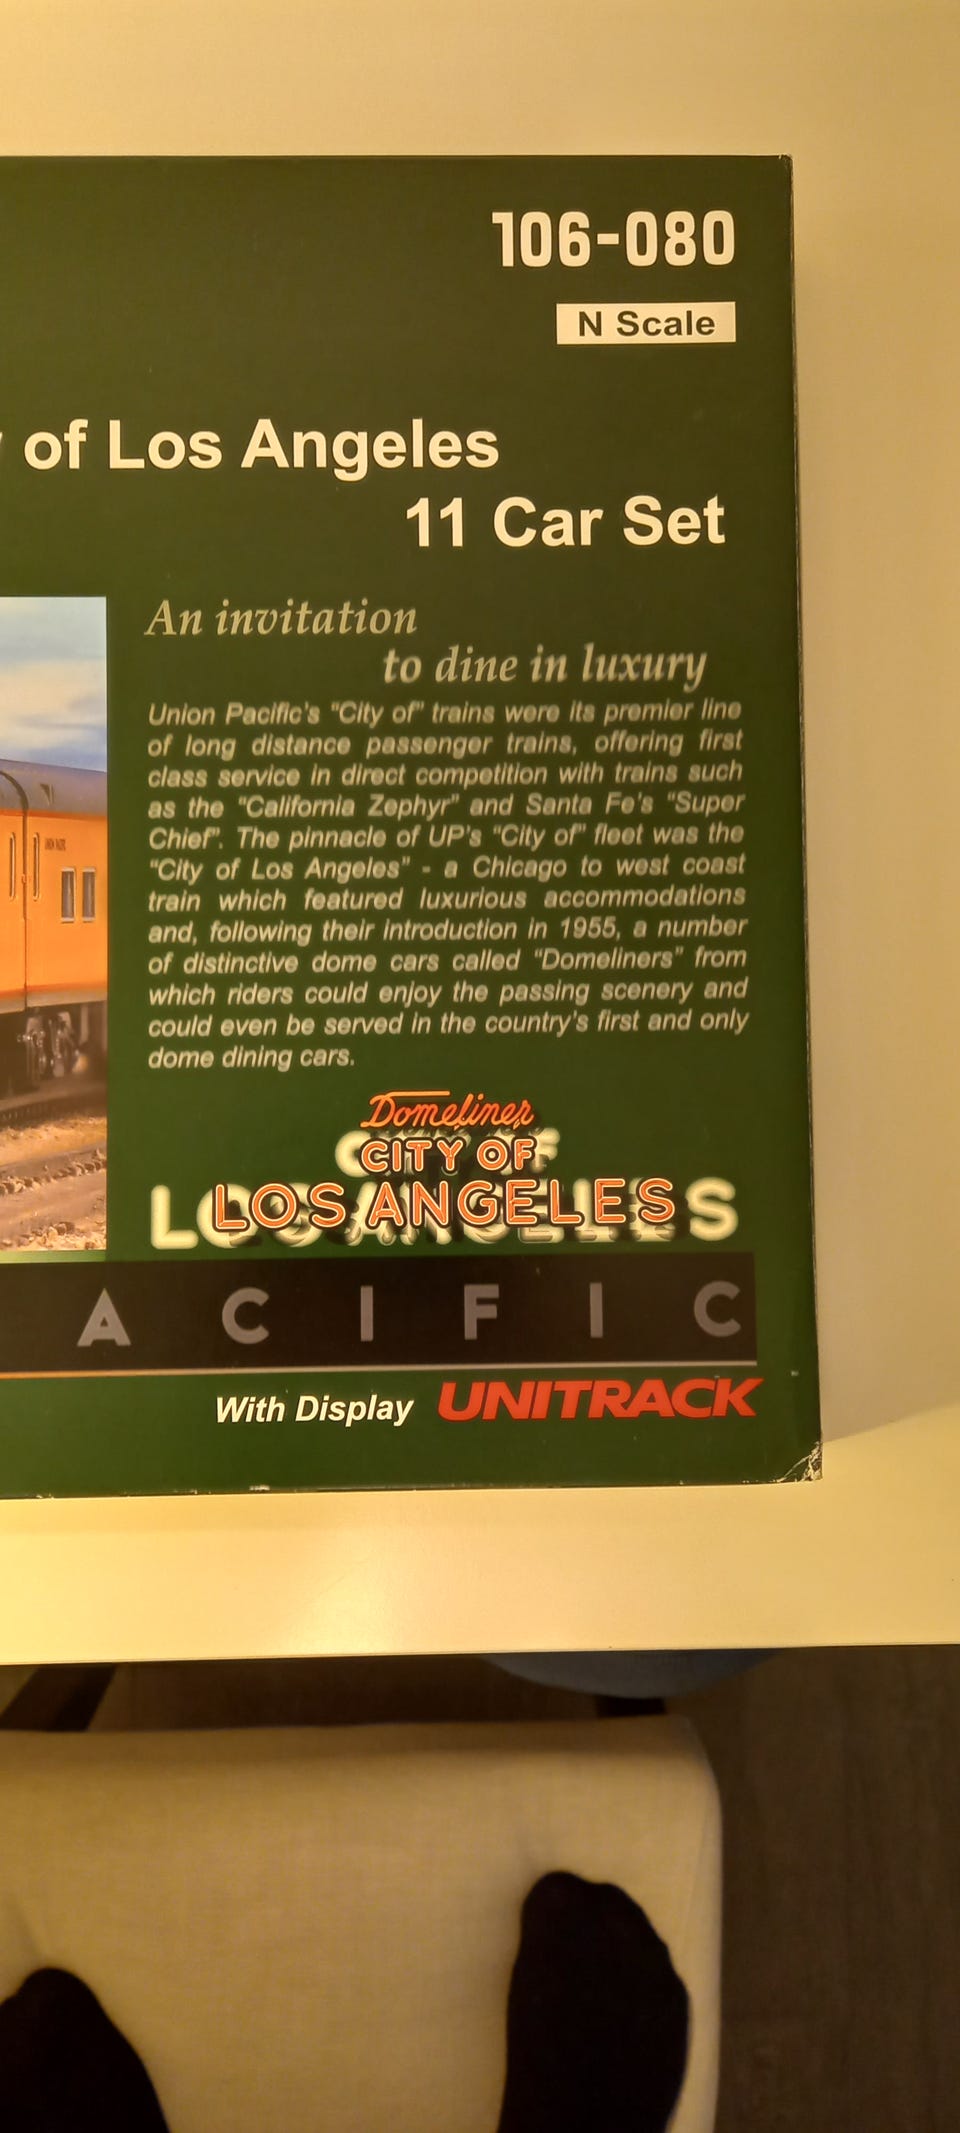 106-080
N Scale
of Los Angeles
11 Car Set
An invitation
to dine in luxury
Union Pacific's "City of" trains were its premier line
of long distance passenger trains, offering first
class service in direct competition with trains such
as the "California Zephyr" and Santa Fe's "Super
Chief". The pinnacle of UP's "City of" fleet was the
"City of Los Angeles" - a Chicago to west coast
train which featured luxurious accommodations
and, following their introduction in 1955, a number
of distinctive dome cars called "Domeliners" from
which riders could enjoy the passing scenery and
could even be served in the country's first and only
dome dining cars.
UNION PACIFIC
Domeliner
CITY OF
LOS ANGELES
ACIFIC
With Display UNITRACK